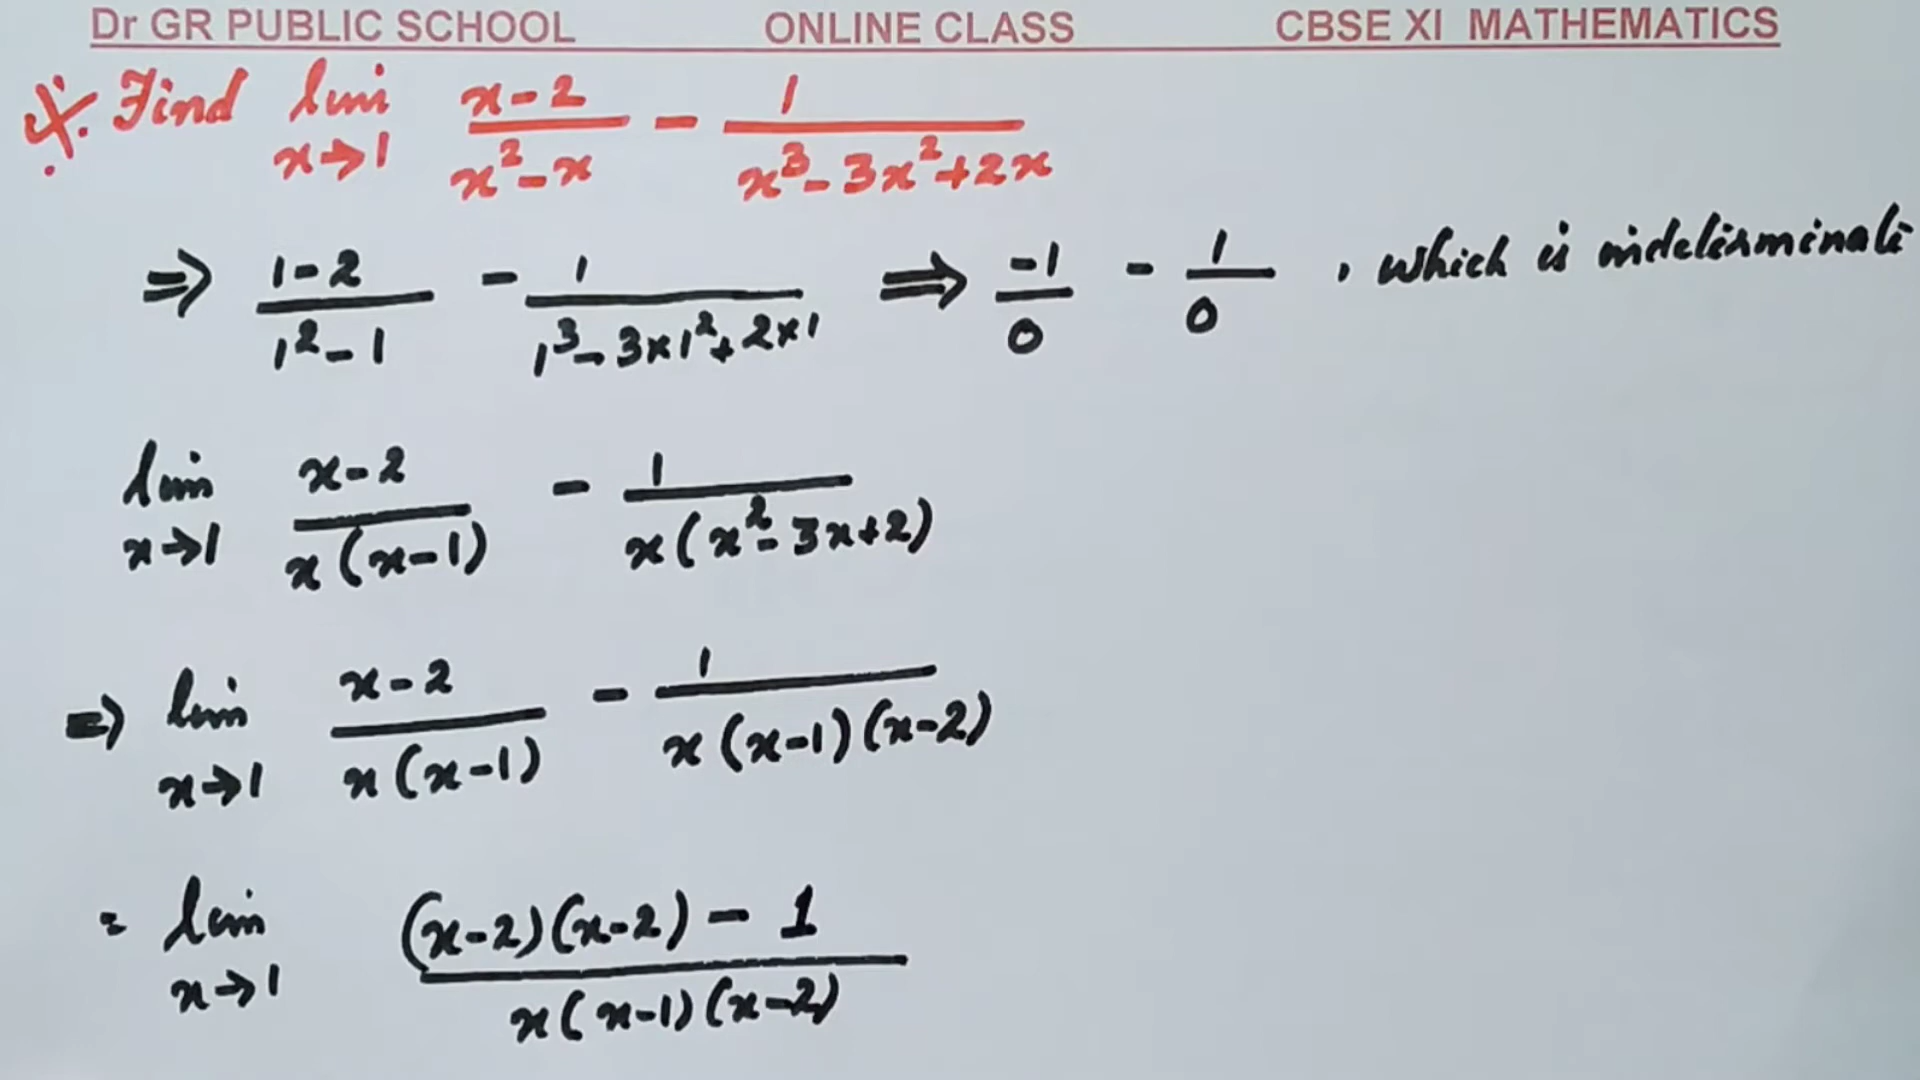 Dr GR PUBLIC SCHOOL ONLINE CLASS CBSE XI MATHEMATICS
※. Find lim x→1 (x-2)/(x²-x) - 1/(x³-3x²+2x)
⇒ (1-2)/(1²-1) - 1/(1³-3×1²+2×1) ⇒ -1/0 - 1/0, which is indeterminate
lim x→1 (x-2)/(x(x-1)) - 1/(x(x²-3x+2))
⇒ lim x→1 (x-2)/(x(x-1)) - 1/(x(x-1)(x-2))
= lim x→1 ((x-2)(x-2)-1)/(x(x-1)(x-2))